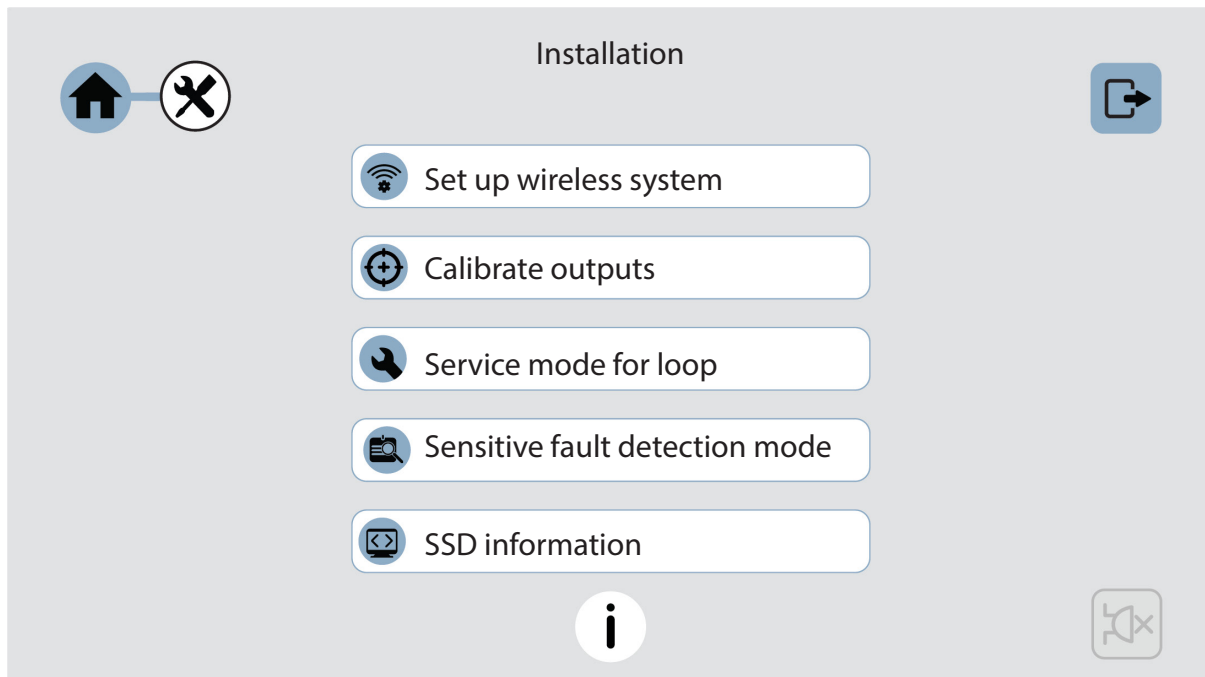 Installation
Set up wireless system
Calibrate outputs
Service mode for loop
Sensitive fault detection mode
SSD information
i